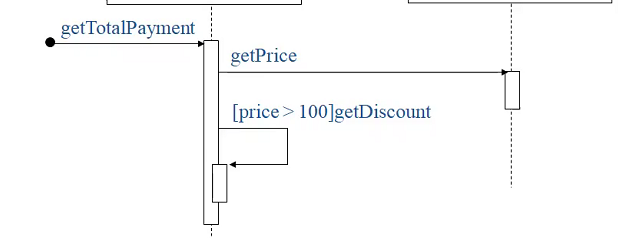 getTotalPayment
getPrice
[price > 100]getDiscount